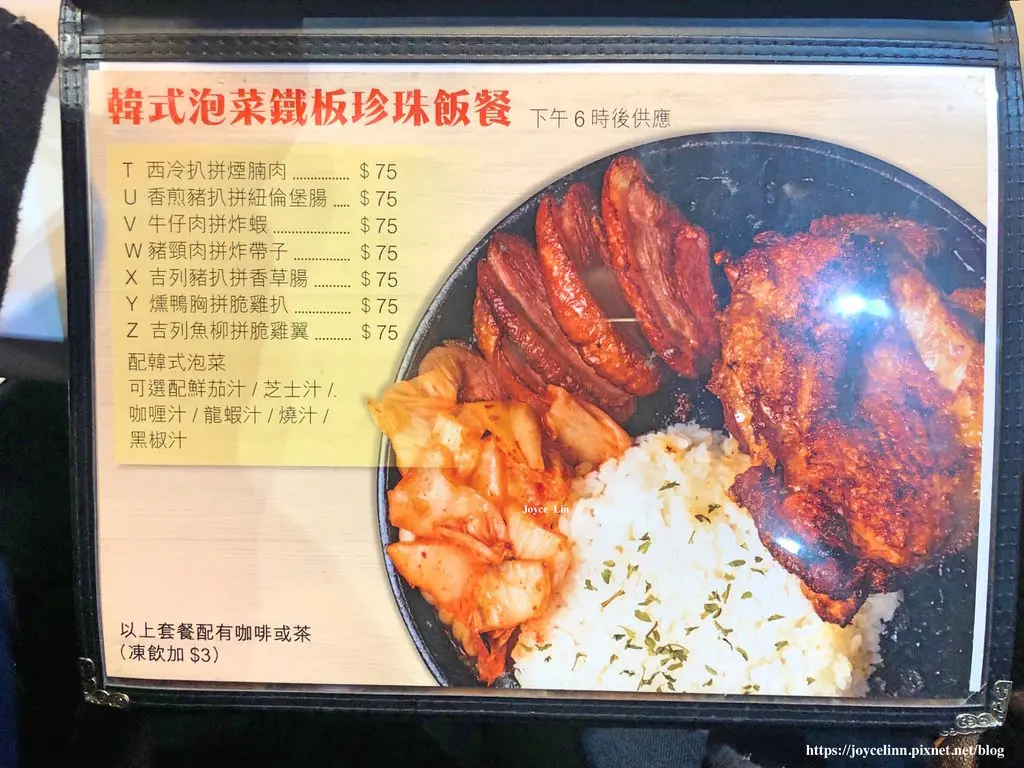 韓式泡菜鐵板珍珠飯餐 下午6時後供應
T 西冷扒拼煙腩肉 ............... $75
U 香煎豬扒拼紐倫堡腸 ..... $75
V 牛仔肉拼炸蝦 .................... $75
W 豬頸肉拼炸帶子 ............... $75
X 吉列豬扒拼香草腸 ......... $75
Y 燻鴨胸拼脆雞扒 ............... $75
Z 吉列魚柳拼脆雞翼 ......... $75
配韓式泡菜
可選配鮮茄汁 / 芝士汁 /.
咖喱汁 / 龍蝦汁 / 燒汁 /
黑椒汁
Joyce Lin
以上套餐配有咖啡或茶
(凍飲加 $3)
https://joycelinn.pixnet.net/blog